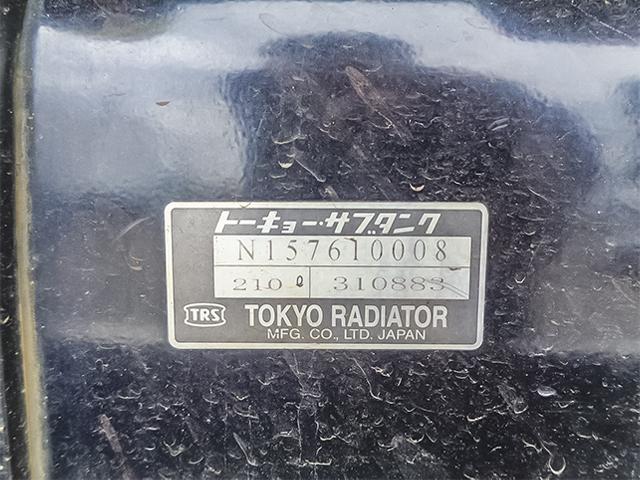 トーキョー・サブタンク
N157610008
210ℓ 310883
TRS TOKYO RADIATOR
MFG. CO., LTD. JAPAN